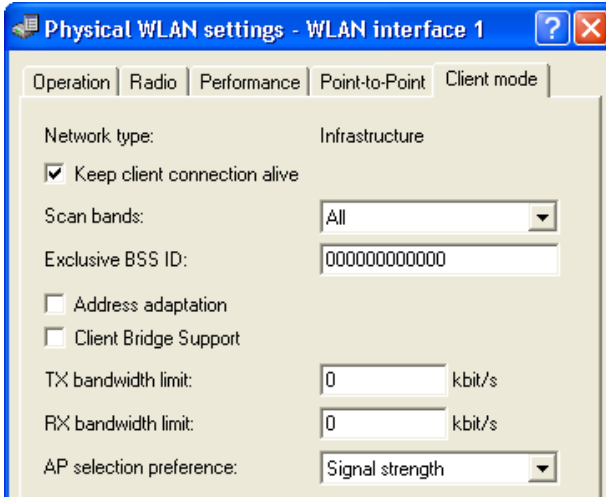 Physical WLAN settings - WLAN interface 1
Operation Radio Performance Point-to-Point Client mode
Network type: Infrastructure
Keep client connection alive
Scan bands: All
Exclusive BSS ID: 000000000000
Address adaptation
Client Bridge Support
TX bandwidth limit: 0 kbit/s
RX bandwidth limit: 0 kbit/s
AP selection preference: Signal strength